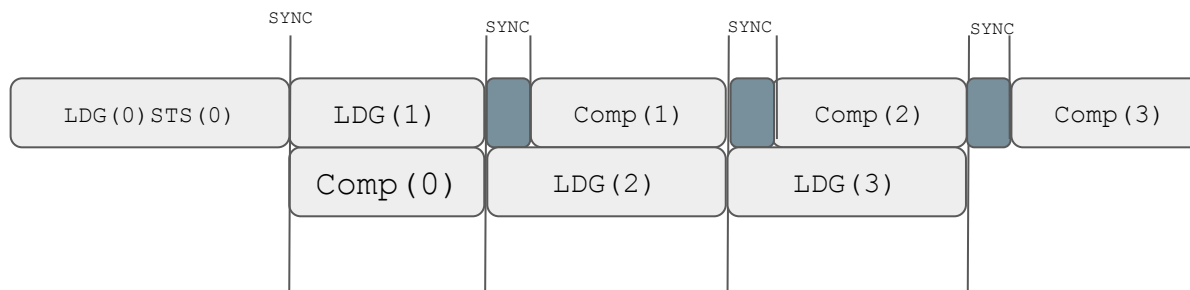 SYNC
SYNC
SYNC
SYNC
LDG(0)STS(0)
LDG(1)
Comp(1)
Comp(2)
Comp(3)
Comp(0)
LDG(2)
LDG(3)